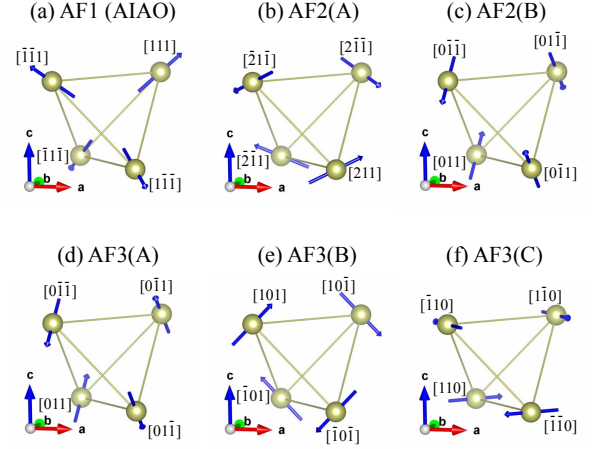 (a) AF1 (AIAO)
[1̄1̄1]
[111]
c
[1̄11̄]
b
a
[11̄1̄]
(b) AF2(A)
[2̄11̄]
[21̄1̄]
c
[2̄1̄1]
b
a
[211]
(c) AF2(B)
[01̄1̄]
[011̄]
c
[011]
b
a
[01̄1]
(d) AF3(A)
[01̄1̄]
[01̄1]
c
[011]
b
a
[011̄]
(e) AF3(B)
[101]
[101̄]
c
[1̄01]
b
a
[1̄01̄]
(f) AF3(C)
[1̄10]
[11̄0]
c
[110]
b
a
[1̄1̄0]